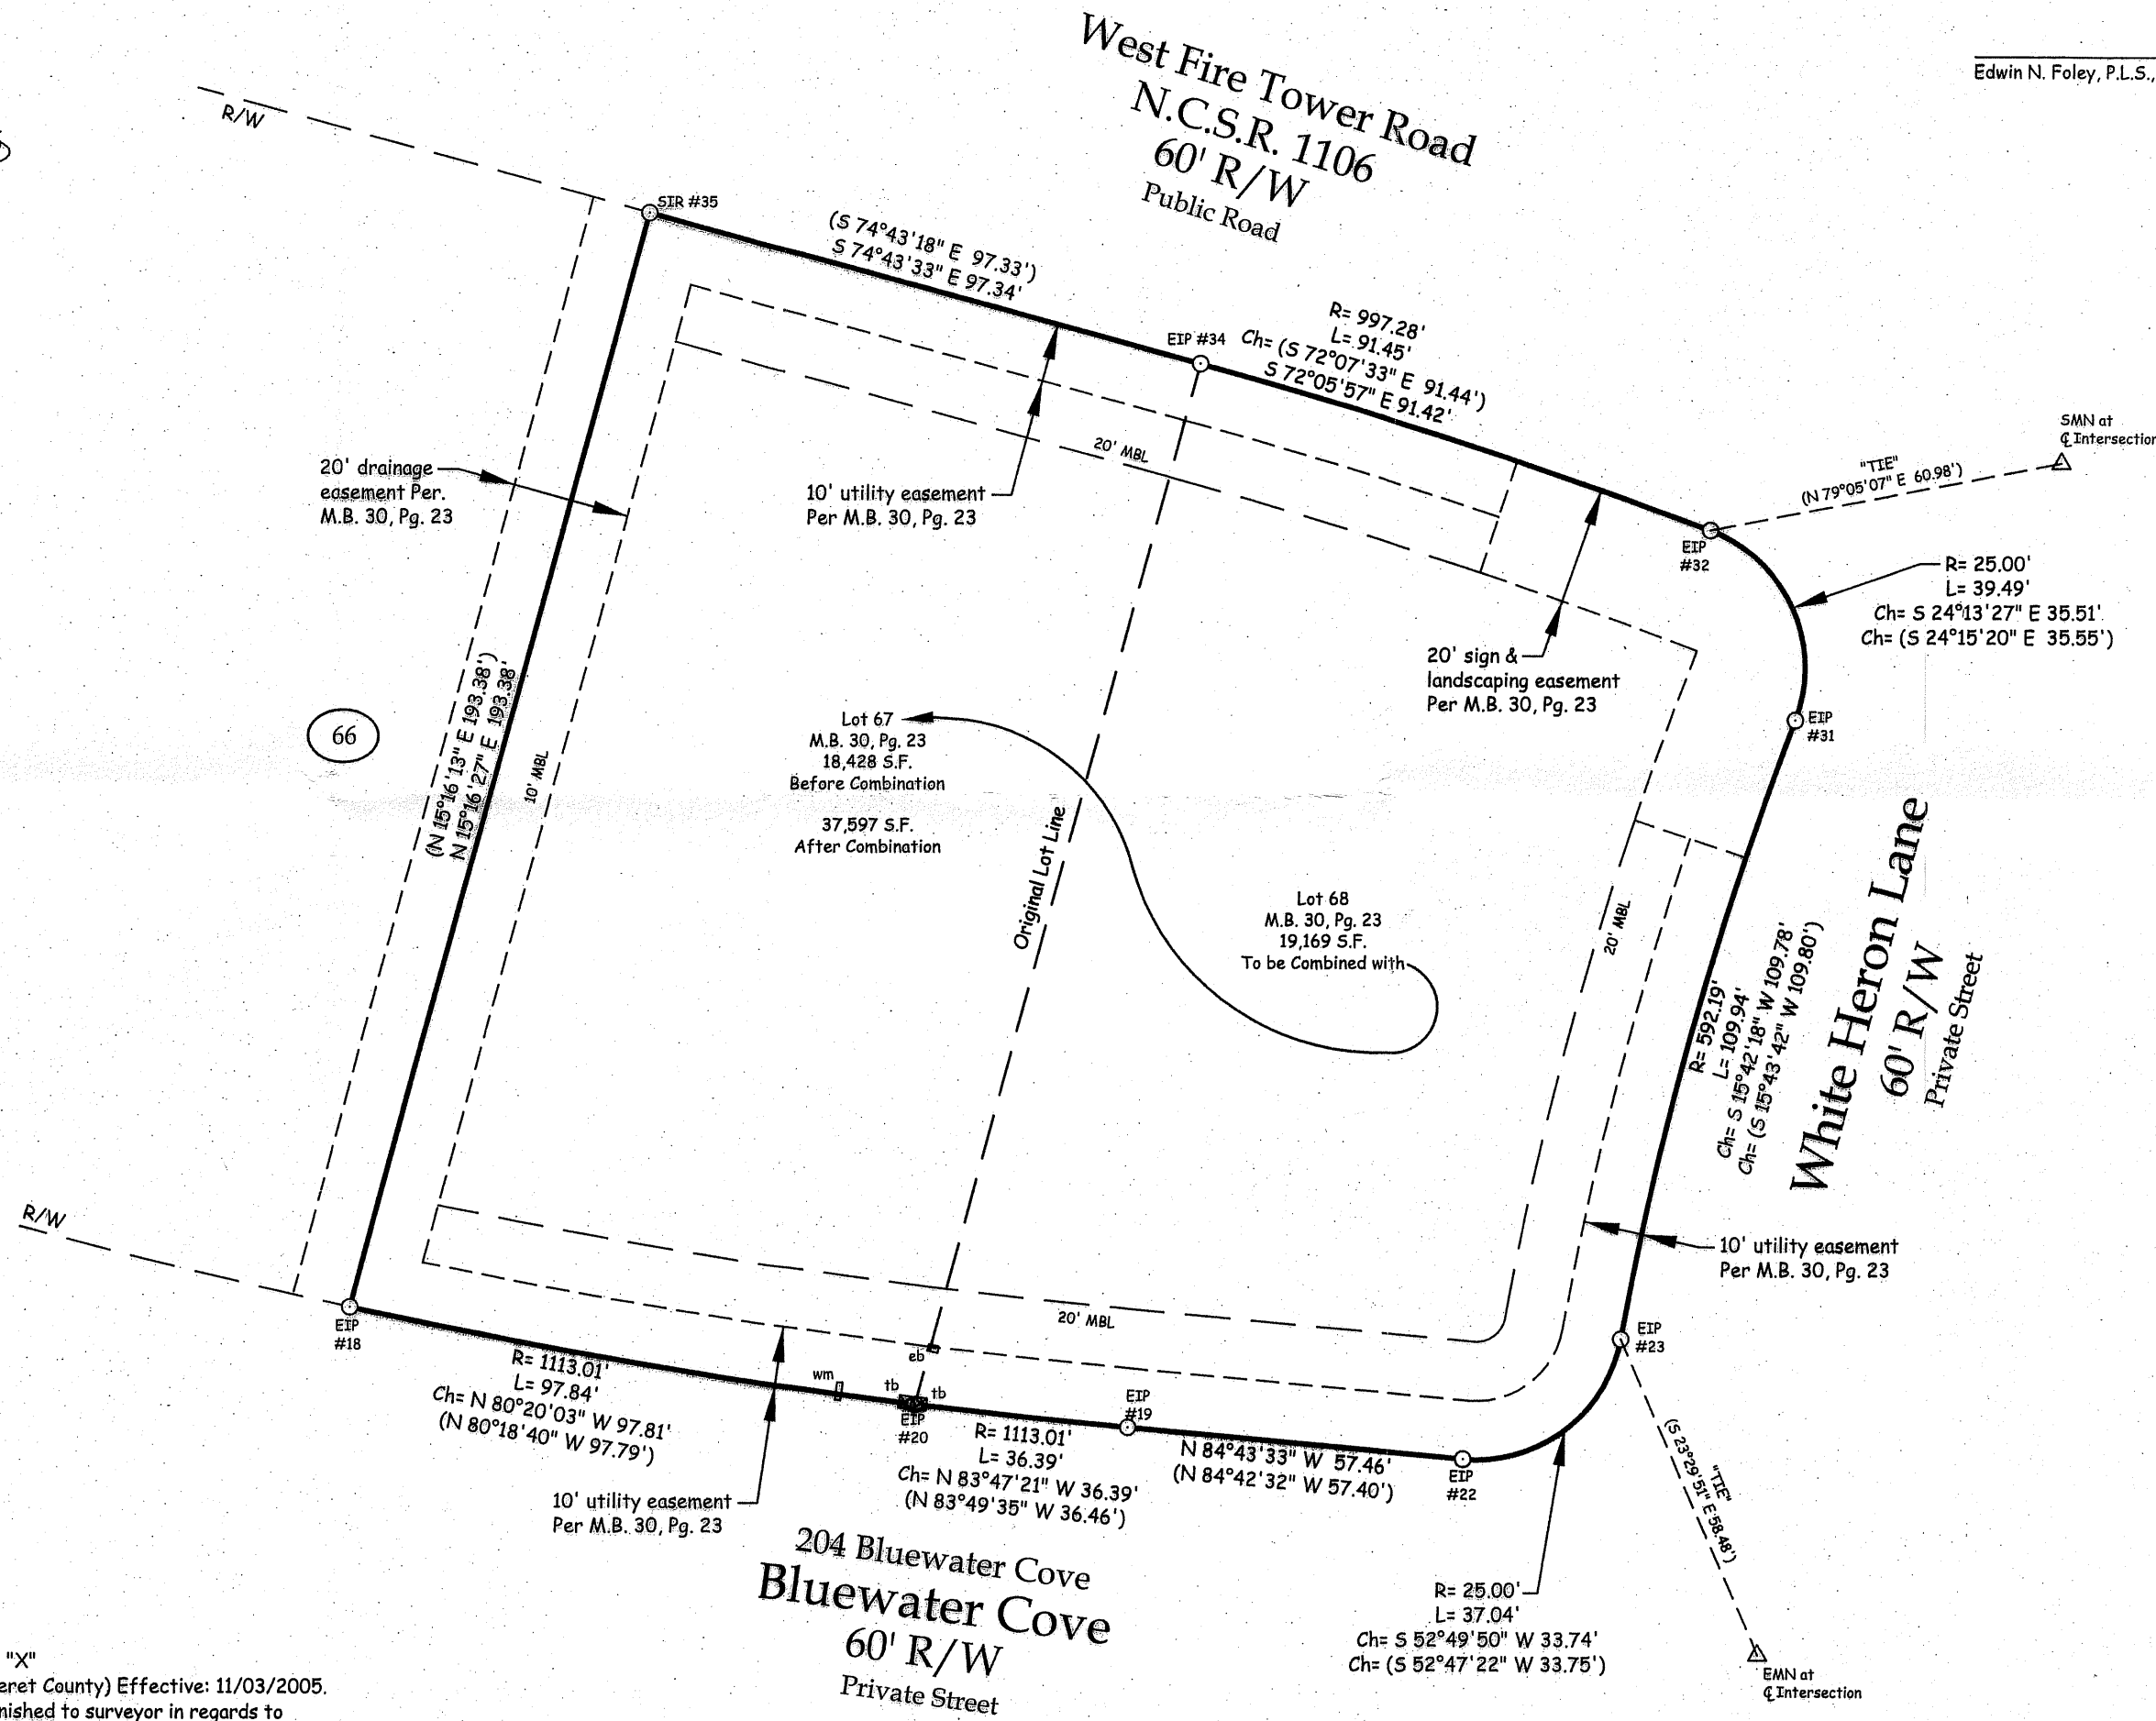 West Fire Tower Road
N.C.S.R. 1106
60' R/W
Public Road
Edwin N. Foley, P.L.S.,
R/W
SIR #35
(S 74°43'18" E 97.33')
S 74°43'33" E 97.34'
EIP #34
R= 997.28'
L= 91.45'
Ch= (S 72°07'33" E 91.44')
S 72°05'57" E 91.42'
SMN at
℄ Intersection
"TIE"
(N 79°05'07" E 60.98')
EIP
#32
R= 25.00'
L= 39.49'
Ch= S 24°13'27" E 35.51'
Ch= (S 24°15'20" E 35.55')
20' MBL
20' drainage
easement Per.
M.B. 30, Pg. 23
10' utility easement
Per M.B. 30, Pg. 23
20' sign &
landscaping easement
Per M.B. 30, Pg. 23
EIP
#31
66
(N 15°16'13" E 193.38')
N 15°16'27" E 193.38'
10' MBL
Lot 67
M.B. 30, Pg. 23
18,428 S.F.
Before Combination
37,597 S.F.
After Combination
Original Lot Line
Lot 68
M.B. 30, Pg. 23
19,169 S.F.
To be Combined with
20' MBL
R= 592.19'
L= 109.94'
Ch= S 15°42'18" W 109.78'
Ch= (S 15°43'42" W 109.80')
White Heron Lane
60' R/W
Private Street
10' utility easement
Per M.B. 30, Pg. 23
R/W
EIP
#18
20' MBL
EIP
#23
R= 1113.01'
L= 97.84'
Ch= N 80°20'03" W 97.81'
(N 80°18'40" W 97.79')
wm
eb
tb
tb
EIP
#20
EIP
#19
R= 1113.01'
L= 36.39'
Ch= N 83°47'21" W 36.39'
(N 83°49'35" W 36.46')
N 84°43'33" W 57.46'
(N 84°42'32" W 57.40')
EIP
#22
"TIE"
(S 23°29'51" E 58.48')
10' utility easement
Per M.B. 30, Pg. 23
204 Bluewater Cove
Bluewater Cove
60' R/W
Private Street
R= 25.00'
L= 37.04'
Ch= S 52°49'50" W 33.74'
Ch= (S 52°47'22" W 33.75')
EMN at
℄ Intersection
"X"
eret County) Effective: 11/03/2005.
nished to surveyor in regards to